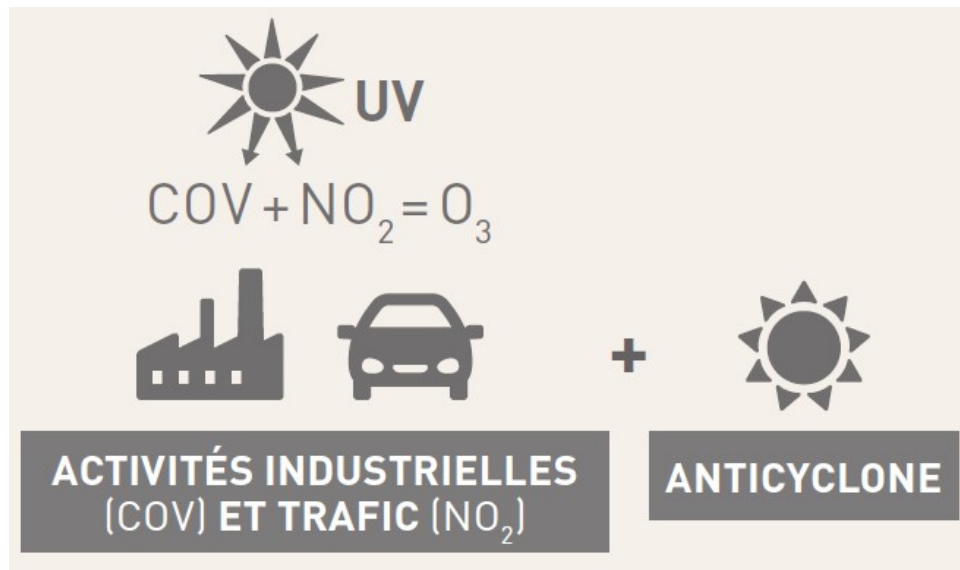 UV
COV + NO₂ = O₃
+
ACTIVITÉS INDUSTRIELLES
(COV) ET TRAFIC (NO₂)
ANTICYCLONE